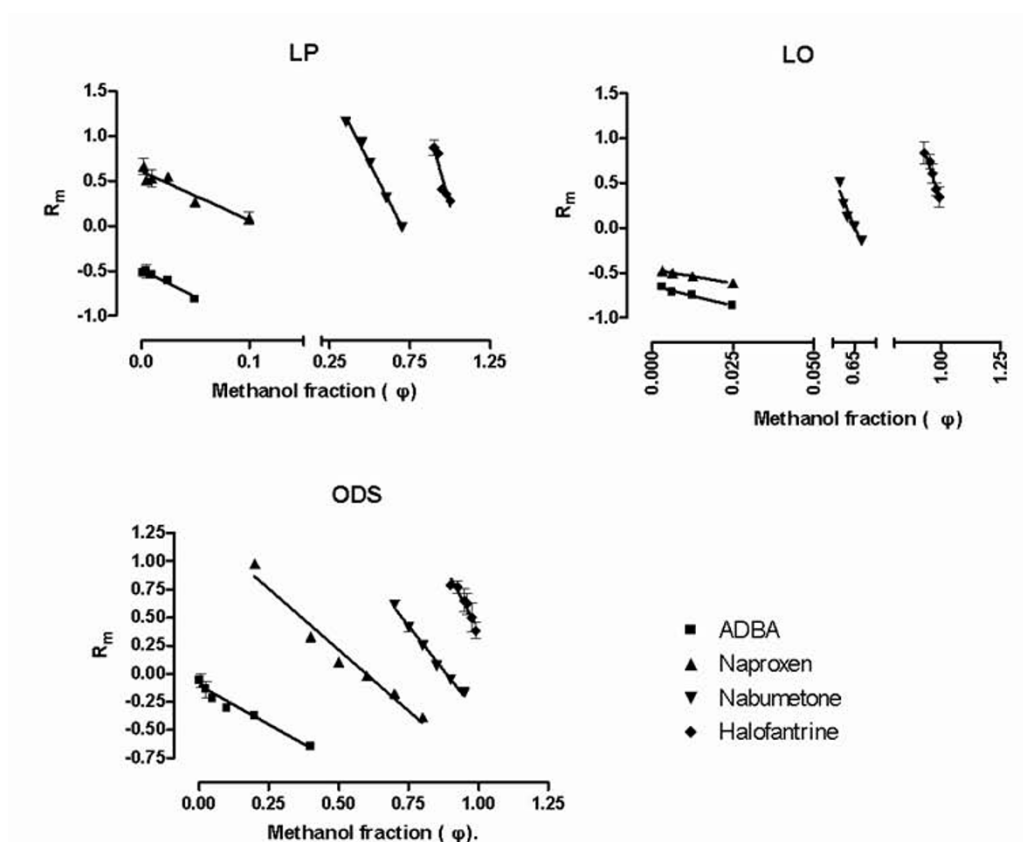 LP
1.5
1.0
0.5
0.0
-0.5
-1.0
Rm
0.0 0.1 0.25 0.75 1.25
Methanol fraction ( φ)
LO
1.5
1.0
0.5
0.0
-0.5
-1.0
Rm
0.000 0.025 0.050 0.65 1.00 1.25
Methanol fraction ( φ)
ODS
1.25
1.00
0.75
0.50
0.25
0.00
-0.25
-0.50
-0.75
Rm
0.00 0.25 0.50 0.75 1.00 1.25
Methanol fraction ( φ).
ADBA
Naproxen
Nabumetone
Halofantrine